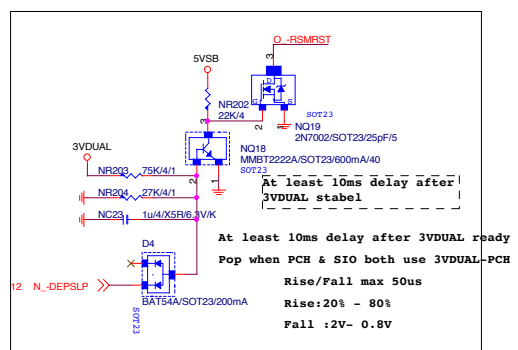 O_-RSMRST
3
5VSB
D
G
S
NR202
22K/4
SOT23
2
1
NQ19
2N7002/SOT23/25pF/5
3
NQ18
MMBT2222A/SOT23/600mA/40
SOT23
3VDUAL
NR203
75K/4/1
2
1
At least 10ms delay after
3VDUAL stabel
NR204
27K/4/1
NC23
1u/4/X5R/6.3V/K
At least 10ms delay after 3VDUAL ready
D4
Pop when PCH & SIO both use 3VDUAL-PCH
Rise/Fall max 50us
12 N_-DEPSLP
BAT54A/SOT23/200mA
Rise:20% - 80%
SOT23
Fall :2V- 0.8V